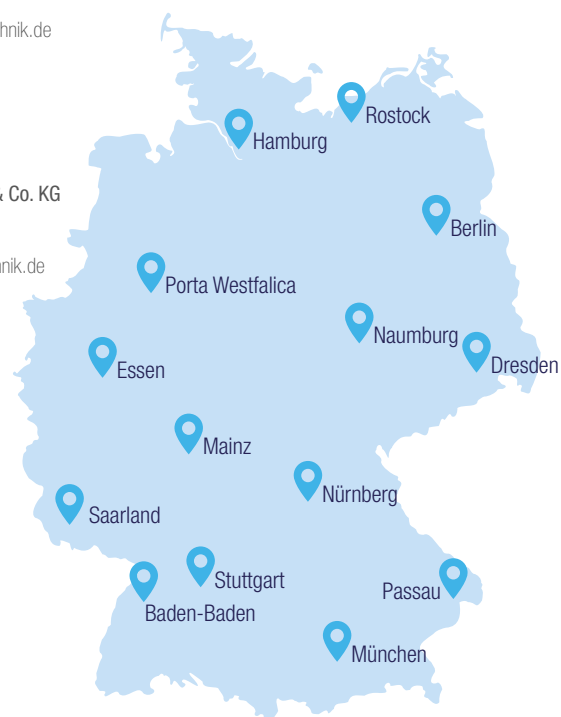 hnik.de
Rostock
Hamburg
Co. KG
Berlin
nik.de
Porta Westfalica
Naumburg
Dresden
Essen
Mainz
Nürnberg
Saarland
Stuttgart
Passau
Baden-Baden
München